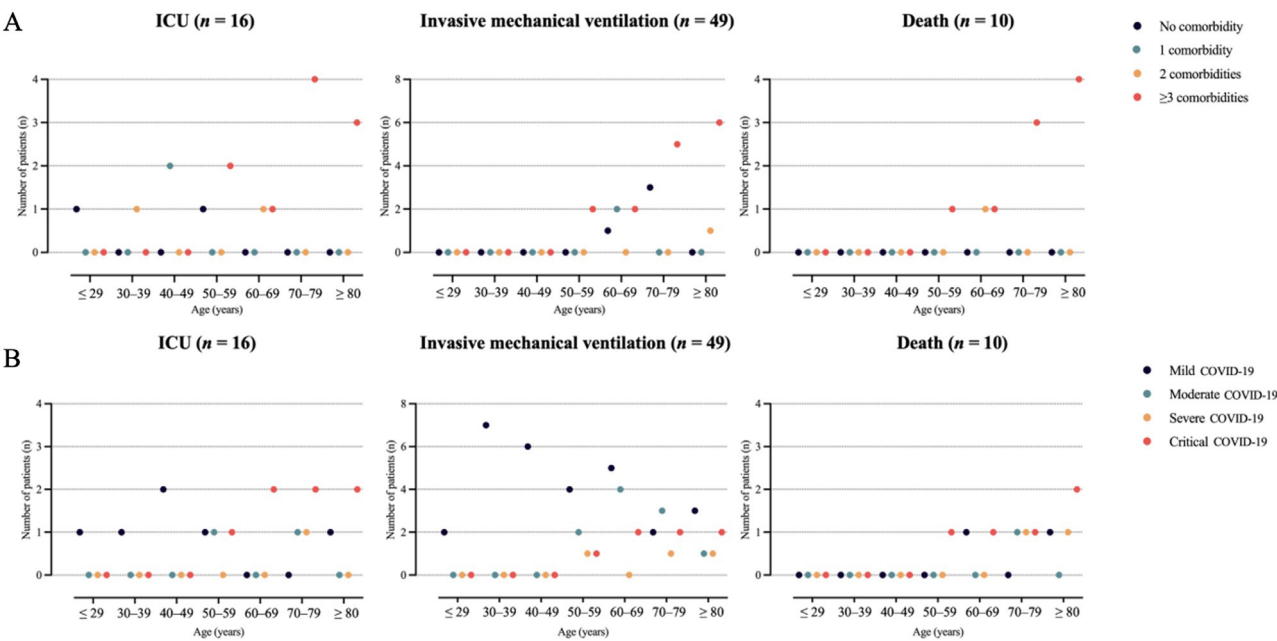 A
ICU (n = 16)
Invasive mechanical ventilation (n = 49)
Death (n = 10)
No comorbidity
1 comorbidity
2 comorbidities
≥3 comorbidities
Number of patients (n)
4
3
2
1
0
≤ 29 30–39 40–49 50–59 60–69 70–79 ≥ 80
Age (years)
Number of patients (n)
8
6
4
2
0
≤ 29 30–39 40–49 50–59 60–69 70–79 ≥ 80
Age (years)
Number of patients (n)
4
3
2
1
0
≤ 29 30–39 40–49 50–59 60–69 70–79 ≥ 80
Age (years)
B
ICU (n = 16)
Invasive mechanical ventilation (n = 49)
Death (n = 10)
Mild COVID-19
Moderate COVID-19
Severe COVID-19
Critical COVID-19
Number of patients (n)
4
3
2
1
0
≤ 29 30–39 40–49 50–59 60–69 70–79 ≥ 80
Age (years)
Number of patients (n)
8
6
4
2
0
≤ 29 30–39 40–49 50–59 60–69 70–79 ≥ 80
Age (years)
Number of patients (n)
4
3
2
1
0
≤ 29 30–39 40–49 50–59 60–69 70–79 ≥ 80
Age (years)